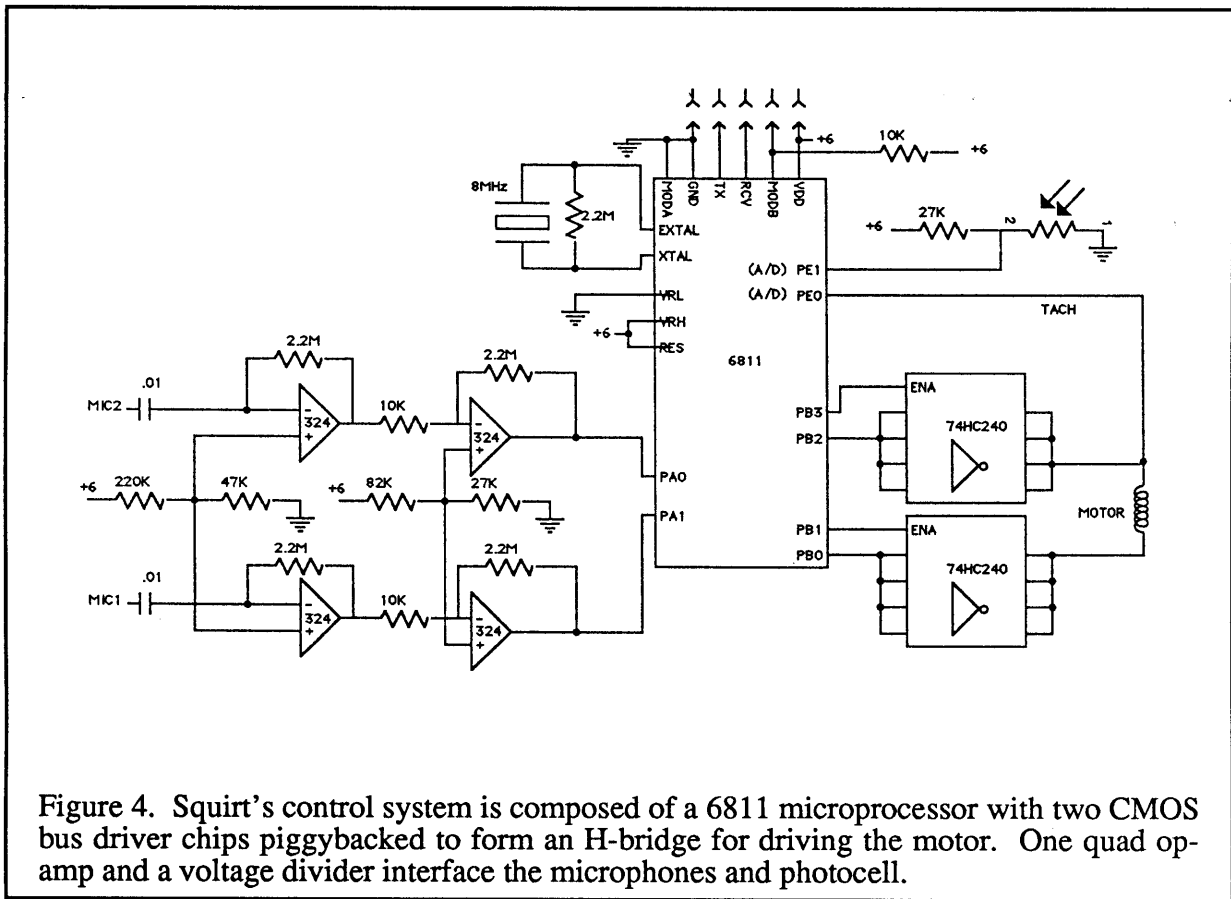 10K
+6
+6
8MHz
2.2M
MODA
GND
TX
RCV
MODB
VDD
EXTAL
XTAL
VRL
VRH
RES
+6
6811
(A/D) PE1
(A/D) PE0
27K
+6
2
1
TACH
PB3
PB2
PB1
PB0
ENA
74HC240
ENA
74HC240
MOTOR
PA0
PA1
2.2M
2.2M
.01
MIC2
324
-
+
10K
324
-
+
+6
220K
47K
+6
82K
27K
2.2M
2.2M
.01
MIC1
324
-
+
10K
324
-
+
Figure 4. Squirt's control system is composed of a 6811 microprocessor with two CMOS
bus driver chips piggybacked to form an H-bridge for driving the motor. One quad op-
amp and a voltage divider interface the microphones and photocell.